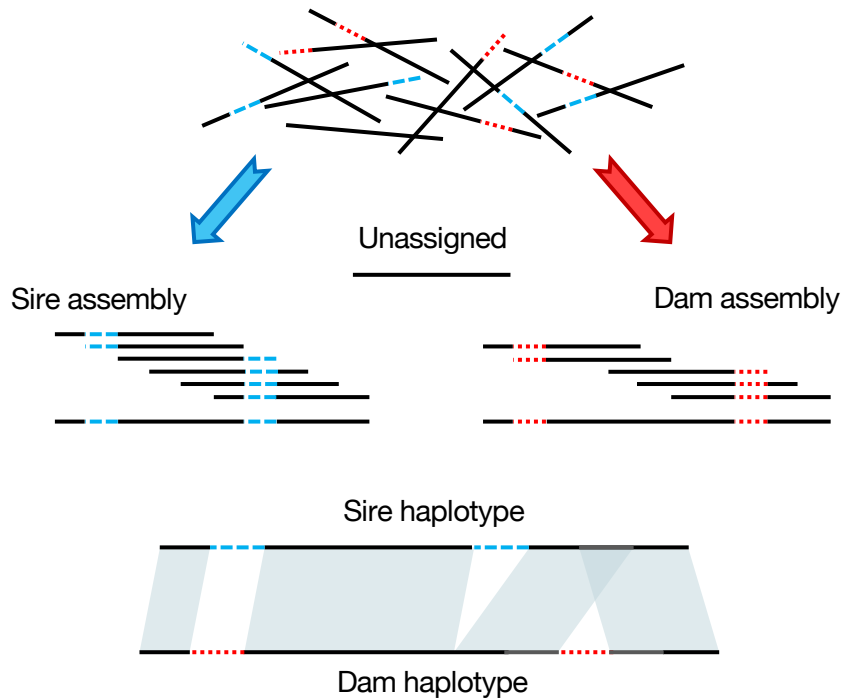 Unassigned
Sire assembly
Dam assembly
Sire haplotype
Dam haplotype